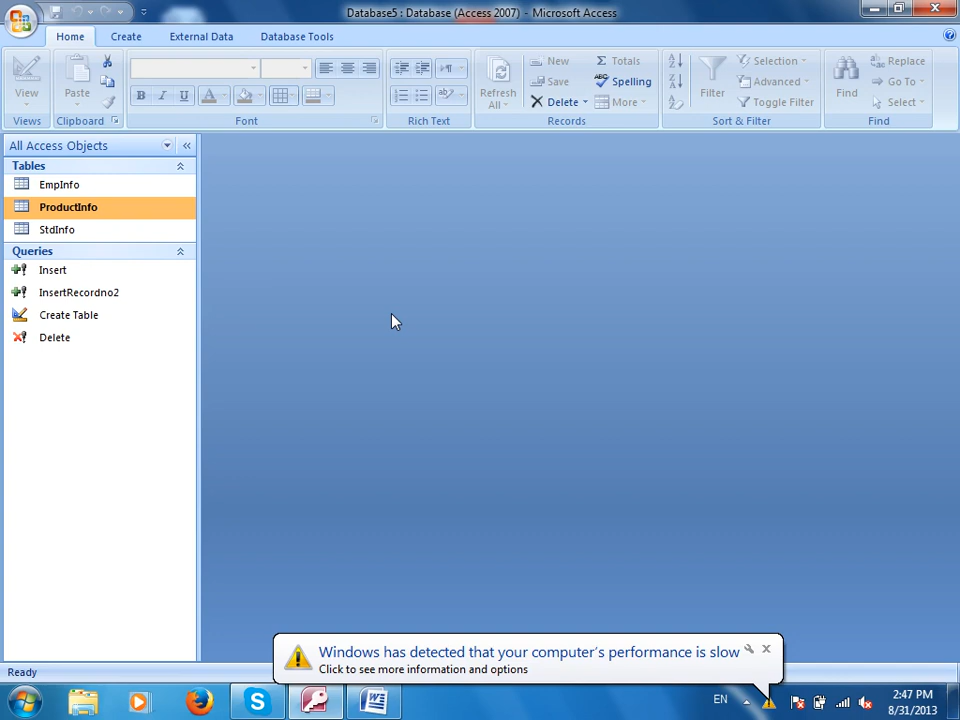 Database5 : Database (Access 2007) - Microsoft Access
Home Create External Data Database Tools
View Paste Refresh All Filter Find
B I U
New Save Delete
Totals Spelling More
Selection Advanced Toggle Filter
Replace Go To Select
Views Clipboard Font Rich Text Records Sort & Filter Find
All Access Objects
Tables
EmpInfo
ProductInfo
StdInfo
Queries
Insert
InsertRecordno2
Create Table
Delete
Windows has detected that your computer's performance is slow
Click to see more information and options
Ready
EN
2:47 PM
8/31/2013